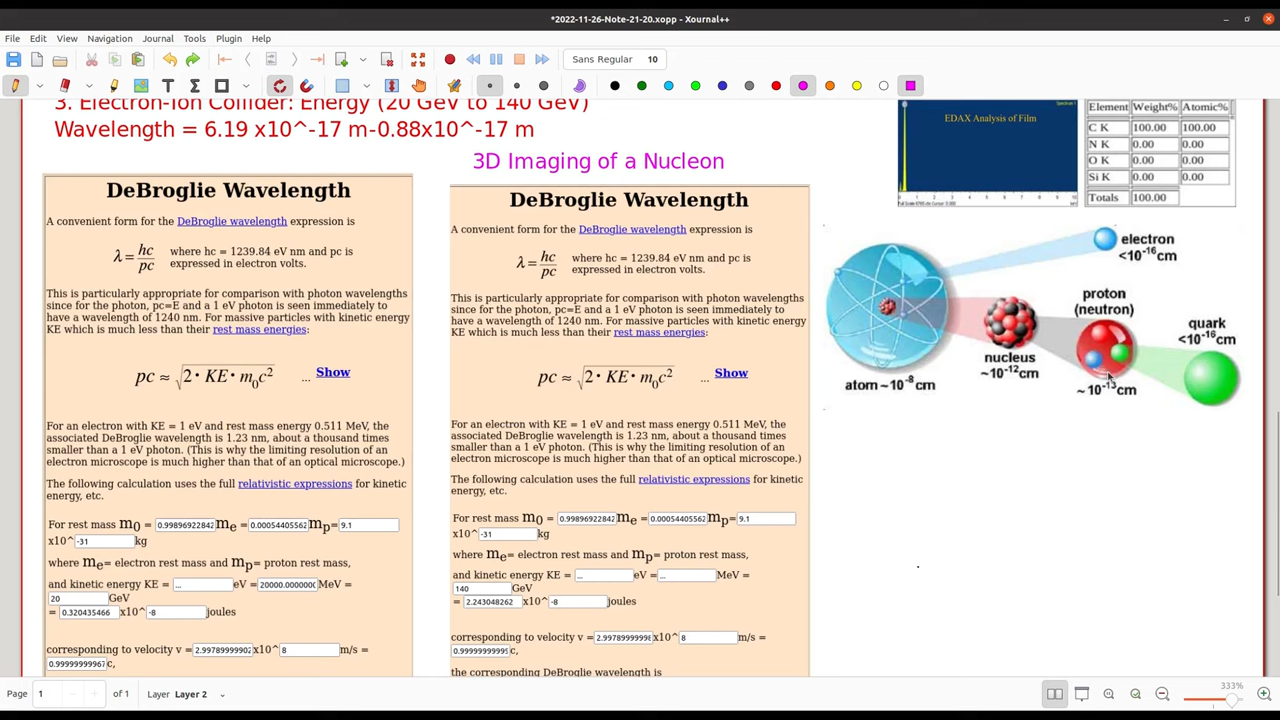 *2022-11-26-Note-21-20.xopp - Xournal++
File Edit View Navigation Journal Tools Plugin Help
Sans Regular 10
3. Electron-Ion Collider: Energy (20 GeV to 140 GeV)
Wavelength = 6.19 x10^-17 m-0.88x10^-17 m
3D Imaging of a Nucleon
DeBroglie Wavelength
A convenient form for the DeBroglie wavelength expression is
λ = hc/pc where hc = 1239.84 eV nm and pc is
expressed in electron volts.
This is particularly appropriate for comparison with photon wavelengths
since for the photon, pc=E and a 1 eV photon is seen immediately to
have a wavelength of 1240 nm. For massive particles with kinetic energy
KE which is much less than their rest mass energies:
pc ≈ √2 • KE • m0c2 ... Show
For an electron with KE = 1 eV and rest mass energy 0.511 MeV, the
associated DeBroglie wavelength is 1.23 nm, about a thousand times
smaller than a 1 eV photon. (This is why the limiting resolution of an
electron microscope is much higher than that of an optical microscope.)
The following calculation uses the full relativistic expressions for kinetic
energy, etc.
For rest mass m0 = 0.99896922842 me = 0.00054405562 mp= 9.1
x10^ -31 kg
where me= electron rest mass and mp= proton rest mass,
and kinetic energy KE = ... eV = 20000.0000000 MeV =
20 GeV
= 0.320435466 x10^ -8 joules
corresponding to velocity v = 2.99789999902 x10^ 8 m/s =
0.99999999967 c,
DeBroglie Wavelength
A convenient form for the DeBroglie wavelength expression is
λ = hc/pc where hc = 1239.84 eV nm and pc is
expressed in electron volts.
This is particularly appropriate for comparison with photon wavelengths
since for the photon, pc=E and a 1 eV photon is seen immediately to
have a wavelength of 1240 nm. For massive particles with kinetic energy
KE which is much less than their rest mass energies:
pc ≈ √2 • KE • m0c2 ... Show
For an electron with KE = 1 eV and rest mass energy 0.511 MeV, the
associated DeBroglie wavelength is 1.23 nm, about a thousand times
smaller than a 1 eV photon. (This is why the limiting resolution of an
electron microscope is much higher than that of an optical microscope.)
The following calculation uses the full relativistic expressions for kinetic
energy, etc.
For rest mass m0 = 0.99896922842 me = 0.00054405562 mp= 9.1
x10^ -31 kg
where me= electron rest mass and mp= proton rest mass,
and kinetic energy KE = ... eV = ... MeV =
140 GeV
= 2.243048262 x10^ -8 joules
corresponding to velocity v = 2.9978999999 x10^ 8 m/s =
0.9999999999 c,
the corresponding DeBroglie wavelength is
EDAX Analysis of Film
Element Weight% Atomic%
C K 100.00 100.00
N K 0.00 0.00
O K 0.00 0.00
Si K 0.00 0.00
Totals 100.00
electron
<10-16cm
proton
(neutron)
quark
<10-16cm
nucleus
~10-12cm
atom~10-8cm
~ 10-13cm
Page 1 of 1 Layer Layer 2 333%